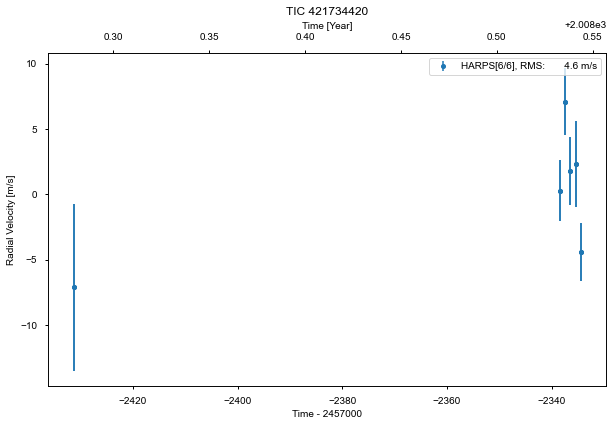 TIC 421734420
Time [Year]
+2.008e3
0.30 0.35 0.40 0.45 0.50 0.55
HARPS[6/6], RMS: 4.6 m/s
10
5
0
−5
−10
Radial Velocity [m/s]
−2420 −2400 −2380 −2360 −2340
Time - 2457000